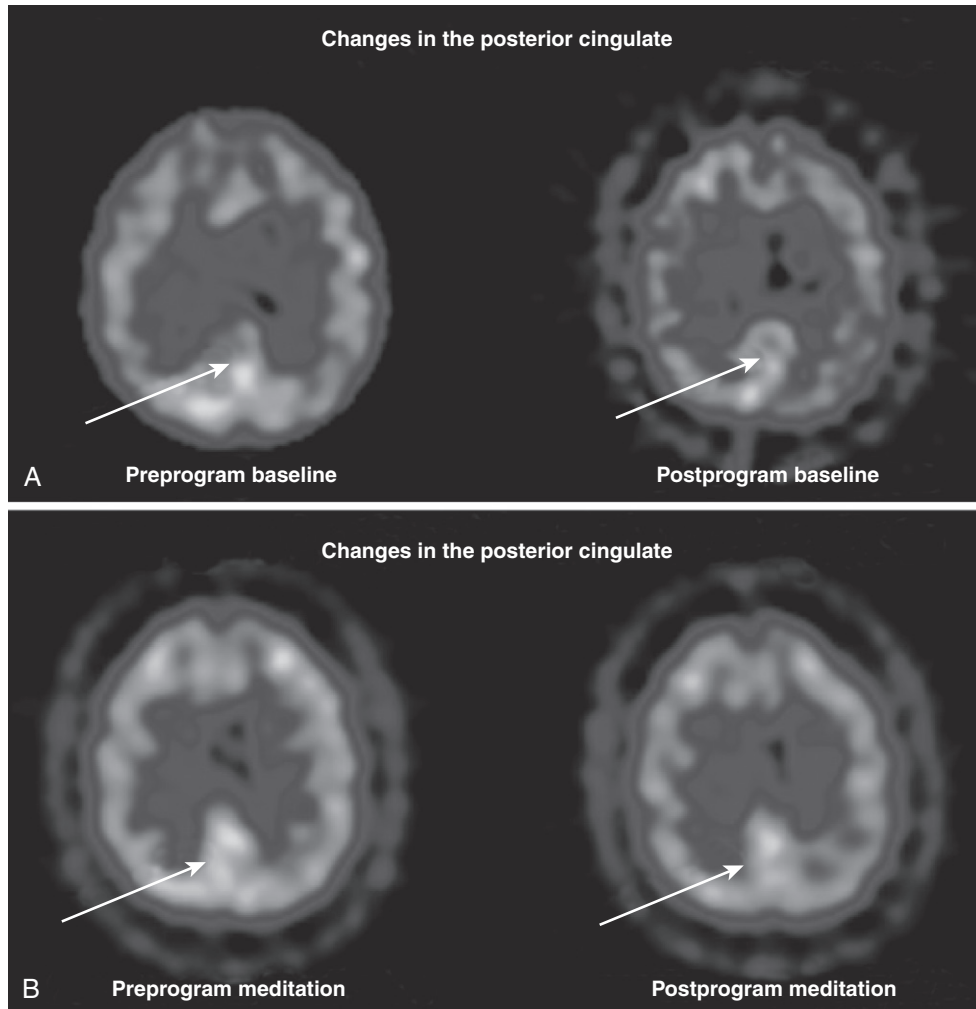 Changes in the posterior cingulate
A
Preprogram baseline
Postprogram baseline
Changes in the posterior cingulate
B
Preprogram meditation
Postprogram meditation